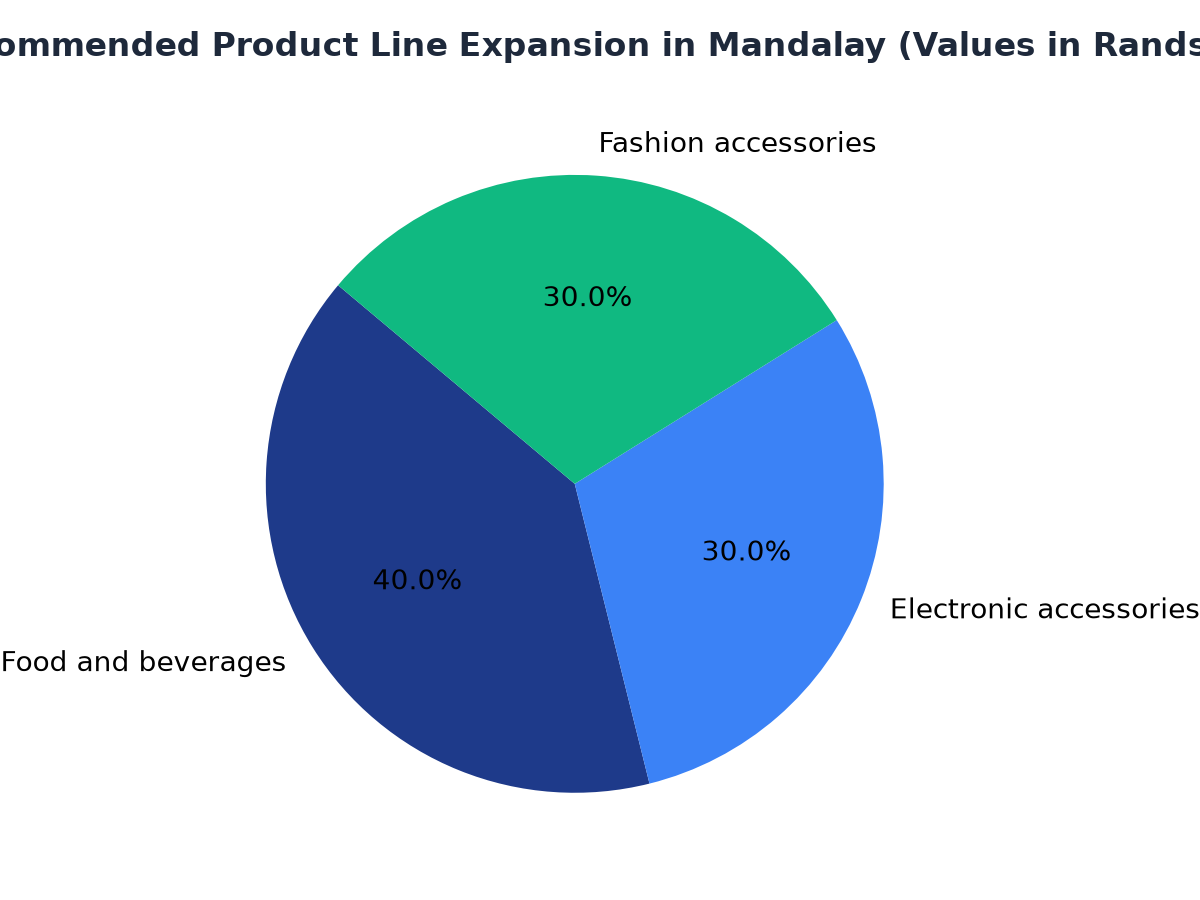 ommended Product Line Expansion in Mandalay (Values in Rands
Fashion accessories
30.0%
30.0%
40.0%
Electronic accessories
Food and beverages